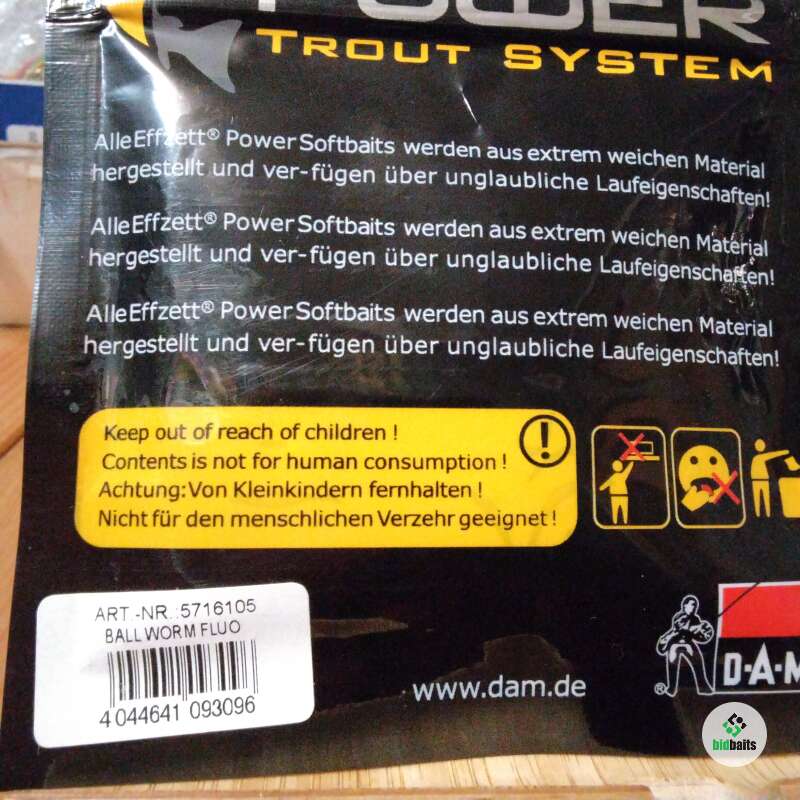 POWER
TROUT SYSTEM
Alle Effzett® Power Softbaits werden aus extrem weichen Material
hergestellt und ver-fügen über unglaubliche Laufeigenschaften!
Alle Effzett® Power Softbaits werden aus extrem weichen Material
hergestellt und ver-fügen über unglaubliche Laufeigenschaften!
Alle Effzett® Power Softbaits werden aus extrem weichen Material
hergestellt und ver-fügen über unglaubliche Laufeigenschaften!
Keep out of reach of children !
Contents is not for human consumption !
Achtung: Von Kleinkindern fernhalten !
Nicht für den menschlichen Verzehr geeignet !
ART.-NR.:5716105
BALL WORM FLUO
4 044641 093096
www.dam.de
®
D·A·M
bidbaits